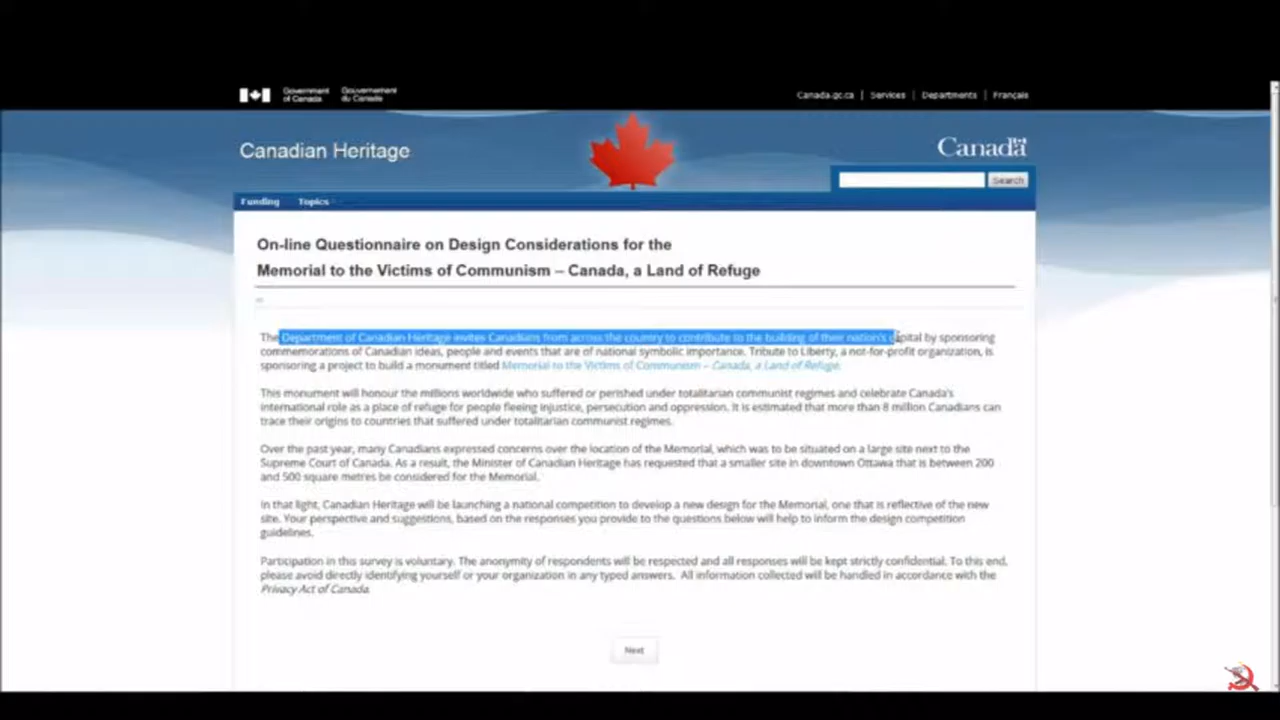 Government of Canada
Gouvernement du Canada
Canada.gc.ca | Services | Departments | Français
Canadian Heritage
Canada
Search
Funding Topics
On-line Questionnaire on Design Considerations for the
Memorial to the Victims of Communism – Canada, a Land of Refuge
The Department of Canadian Heritage invites Canadians from across the country to contribute to the building of their nation's capital by sponsoring
commemorations of Canadian ideas, people and events that are of national symbolic importance. Tribute to Liberty, a not-for-profit organization, is
sponsoring a project to build a monument titled Memorial to the Victims of Communism – Canada, a Land of Refuge.
This monument will honour the millions worldwide who suffered or perished under totalitarian communist regimes and celebrate Canada's
international role as a place of refuge for people fleeing injustice, persecution and oppression. It is estimated that more than 8 million Canadians can
trace their origins to countries that suffered under totalitarian communist regimes.
Over the past year, many Canadians expressed concerns over the location of the Memorial, which was to be situated on a large site next to the
Supreme Court of Canada. As a result, the Minister of Canadian Heritage has requested that a smaller site in downtown Ottawa that is between 200
and 500 square metres be considered for the Memorial.
In that light, Canadian Heritage will be launching a national competition to develop a new design for the Memorial, one that is reflective of the new
site. Your perspective and suggestions, based on the responses you provide to the questions below will help to inform the design competition
guidelines.
Participation in this survey is voluntary. The anonymity of respondents will be respected and all responses will be kept strictly confidential. To this end,
please avoid directly identifying yourself or your organization in any typed answers. All information collected will be handled in accordance with the
Privacy Act of Canada.
Next